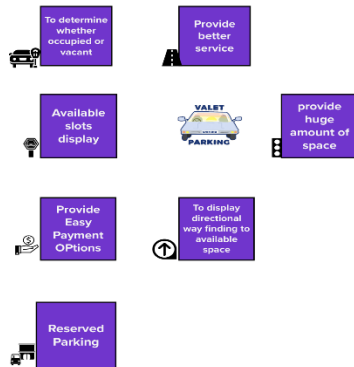 To determine
whether
occupied or
vacant
Provide
better
service
Available
slots
display
VALET
PARKING
provide
huge
amount of
space
Provide
Easy
Payment
OPtions
To display
directional
way finding to
available
space
Reserved
Parking